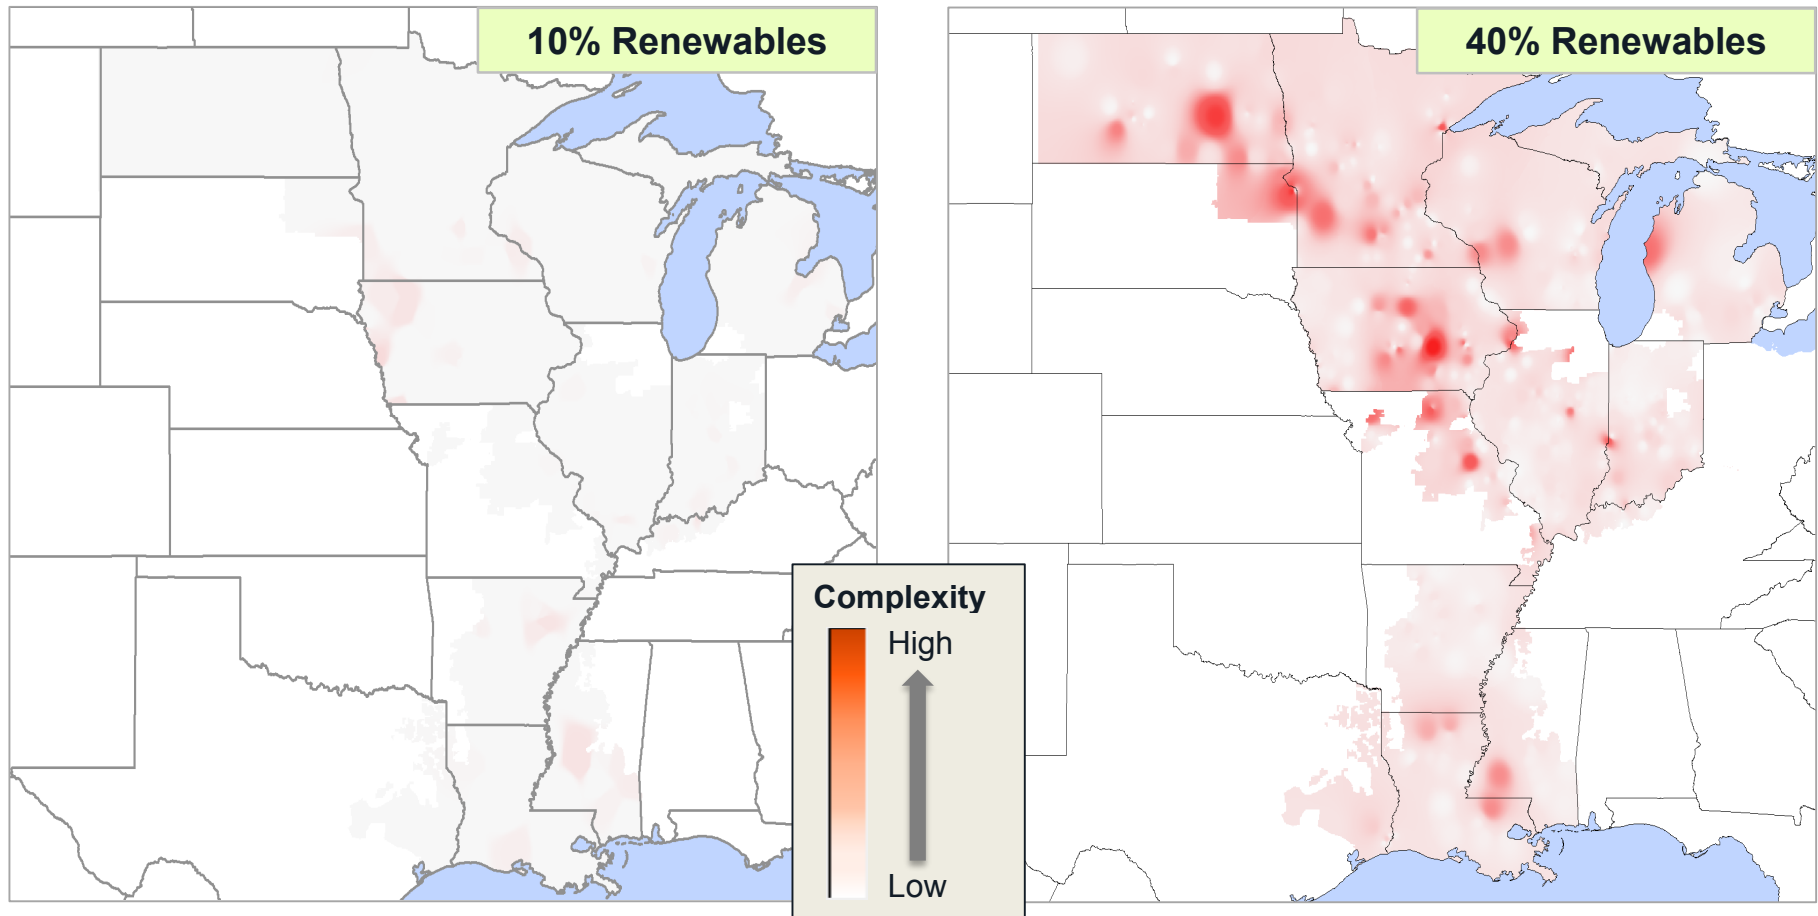 10% Renewables
40% Renewables
Complexity
High
Low